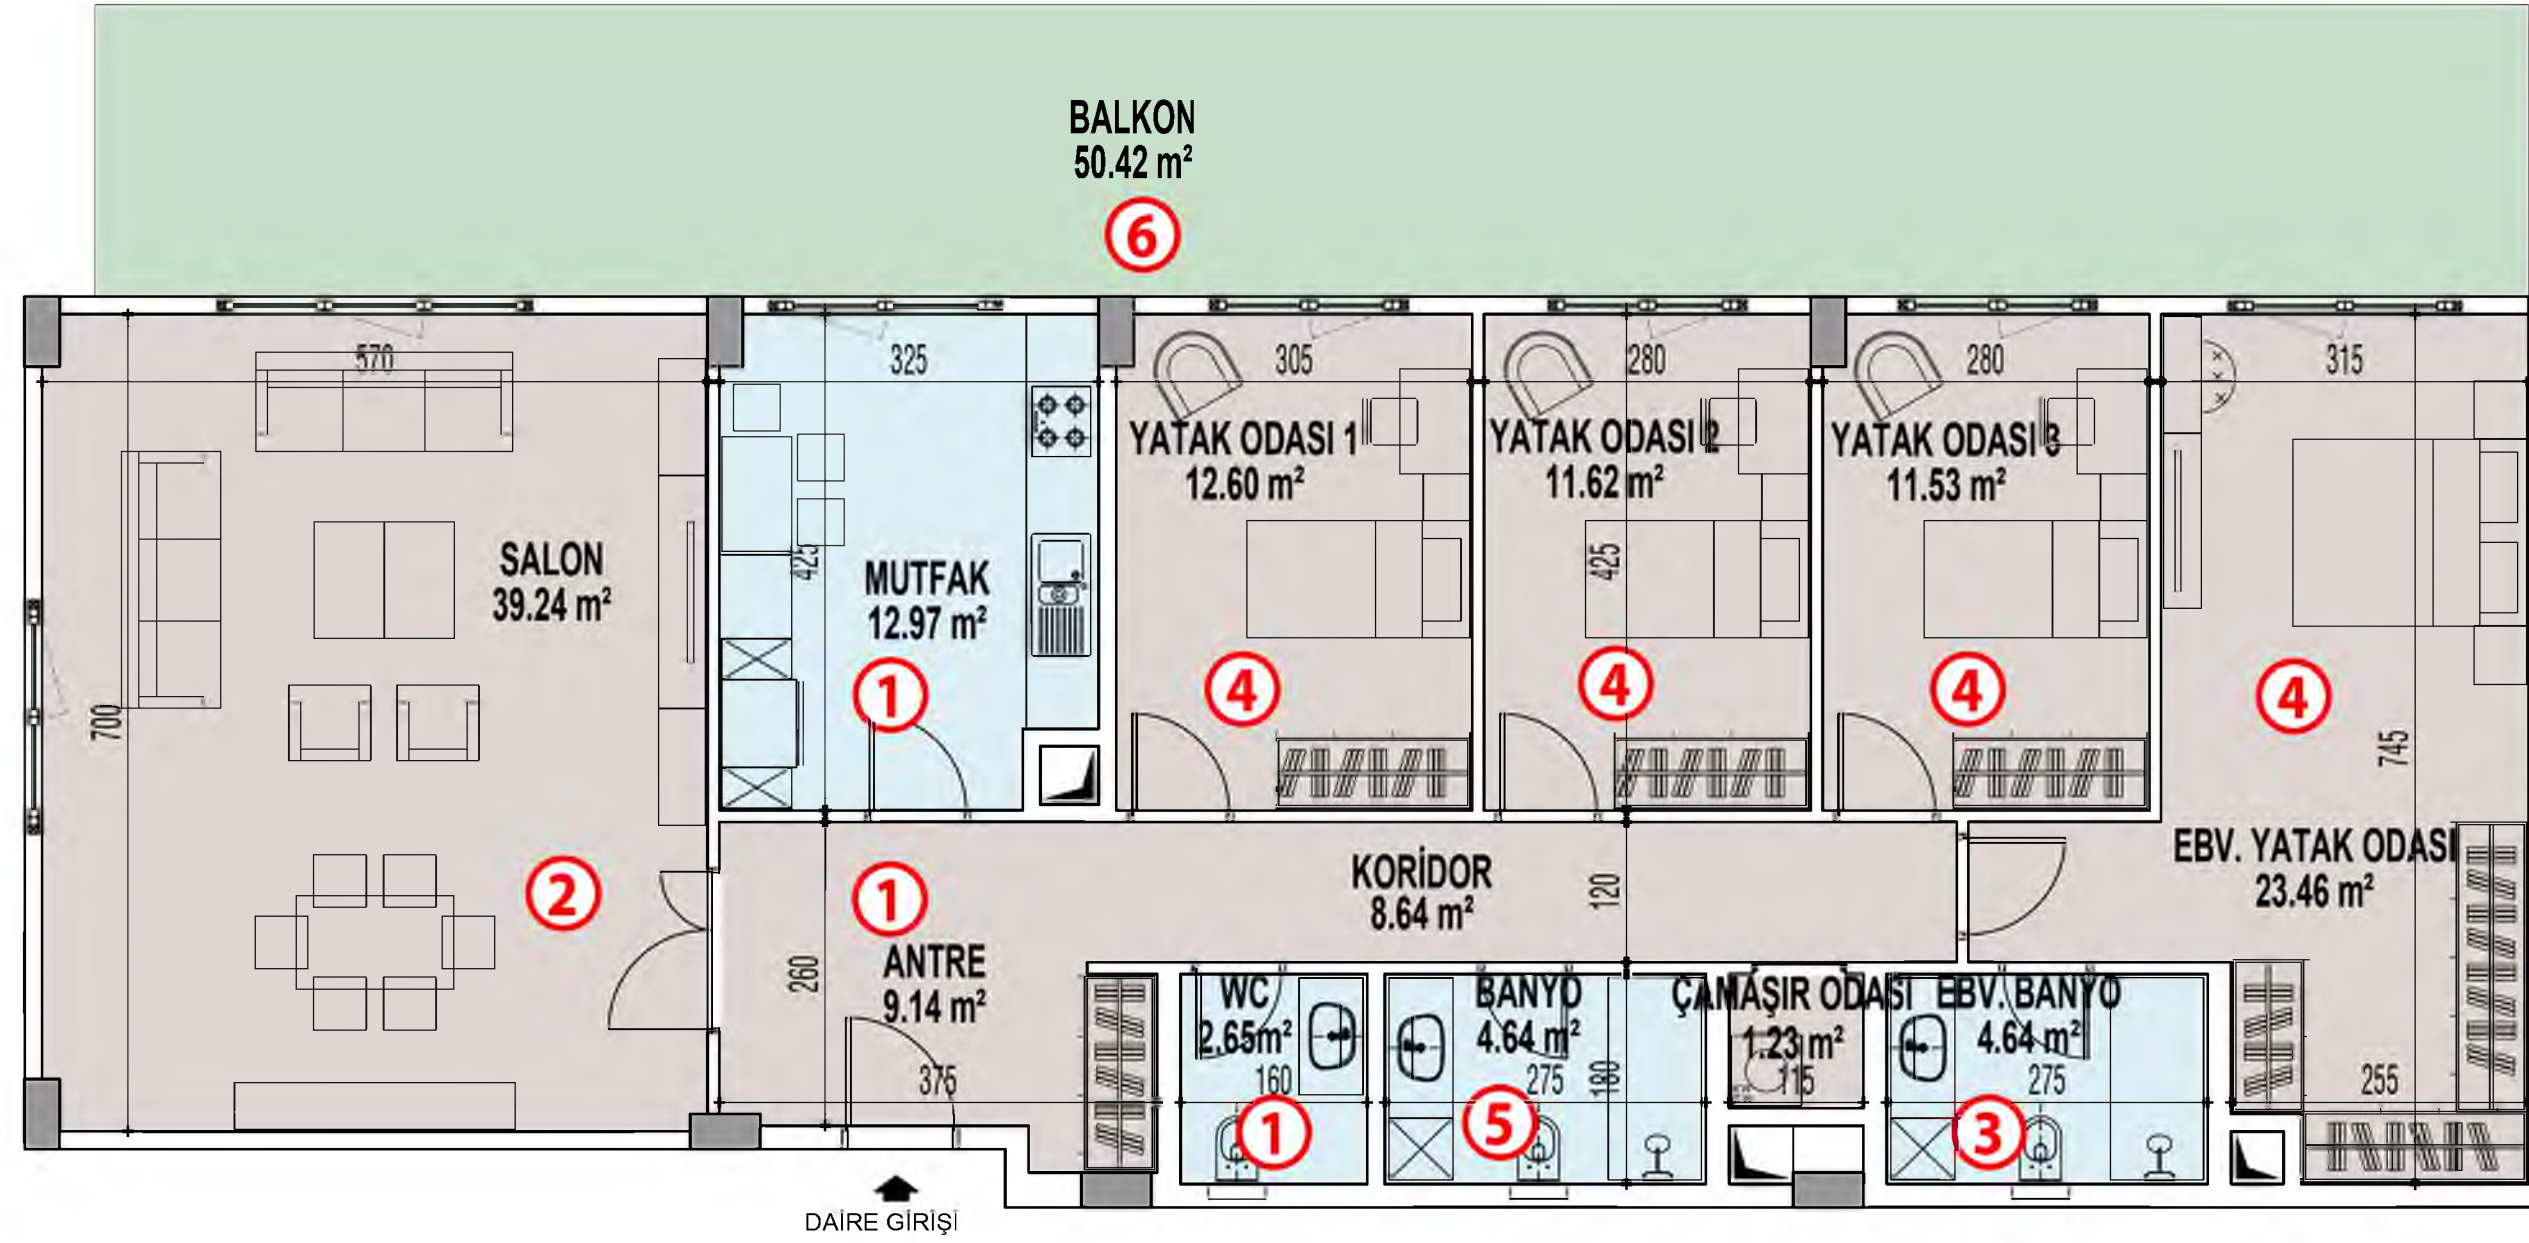 BALKON
50.42 m²
6
570
325
305
280
280
315
YATAK ODASI 1
12.60 m²
YATAK ODASI 2
11.62 m²
YATAK ODASI 3
11.53 m²
SALON
39.24 m²
425
MUTFAK
12.97 m²
425
1
4
4
4
4
700
745
2
1
KORİDOR
8.64 m²
120
EBV. YATAK ODASI
23.46 m²
260
ANTRE
9.14 m²
WC
2.65m²
BANYO
4.64 m²
ÇAMAŞIR ODASI
1.23 m²
EBV. BANYO
4.64 m²
375
160
275
180
115
275
255
1
5
3
DAİRE GİRİŞİ